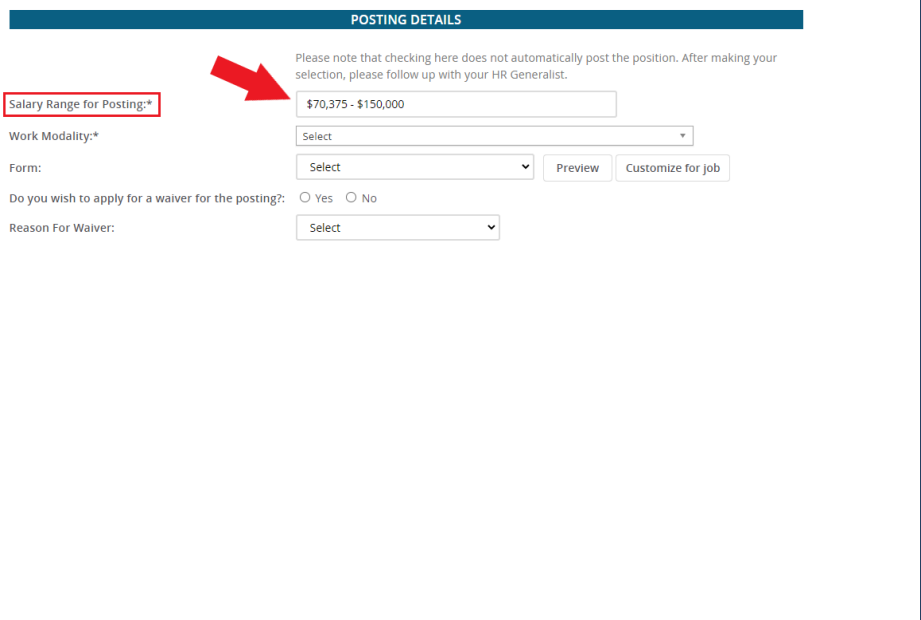 POSTING DETAILS
Please note that checking here does not automatically post the position. After making your
selection, please follow up with your HR Generalist.
Salary Range for Posting:* $70,375 - $150,000
Work Modality:* Select
Form: Select Preview Customize for job
Do you wish to apply for a waiver for the posting?: Yes No
Reason For Waiver: Select